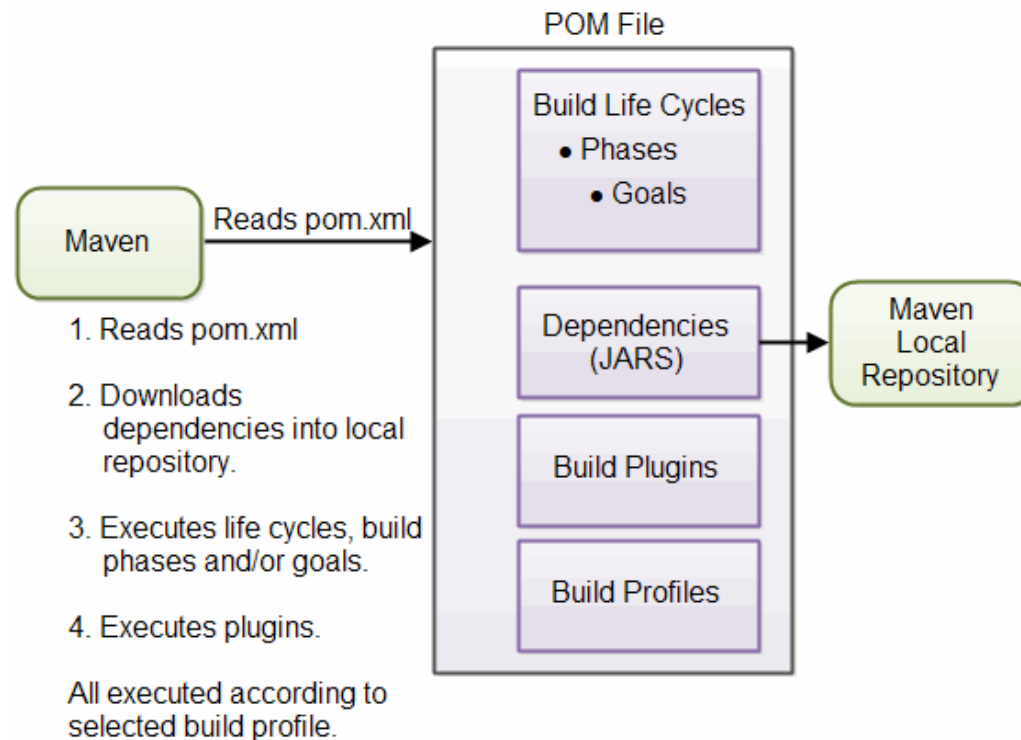 POM File
Build Life Cycles
• Phases
• Goals
Maven
Reads pom.xml
Dependencies
(JARS)
Maven
Local
Repository
Build Plugins
Build Profiles
1. Reads pom.xml
2. Downloads
dependencies into local
repository.
3. Executes life cycles, build
phases and/or goals.
4. Executes plugins.
All executed according to
selected build profile.